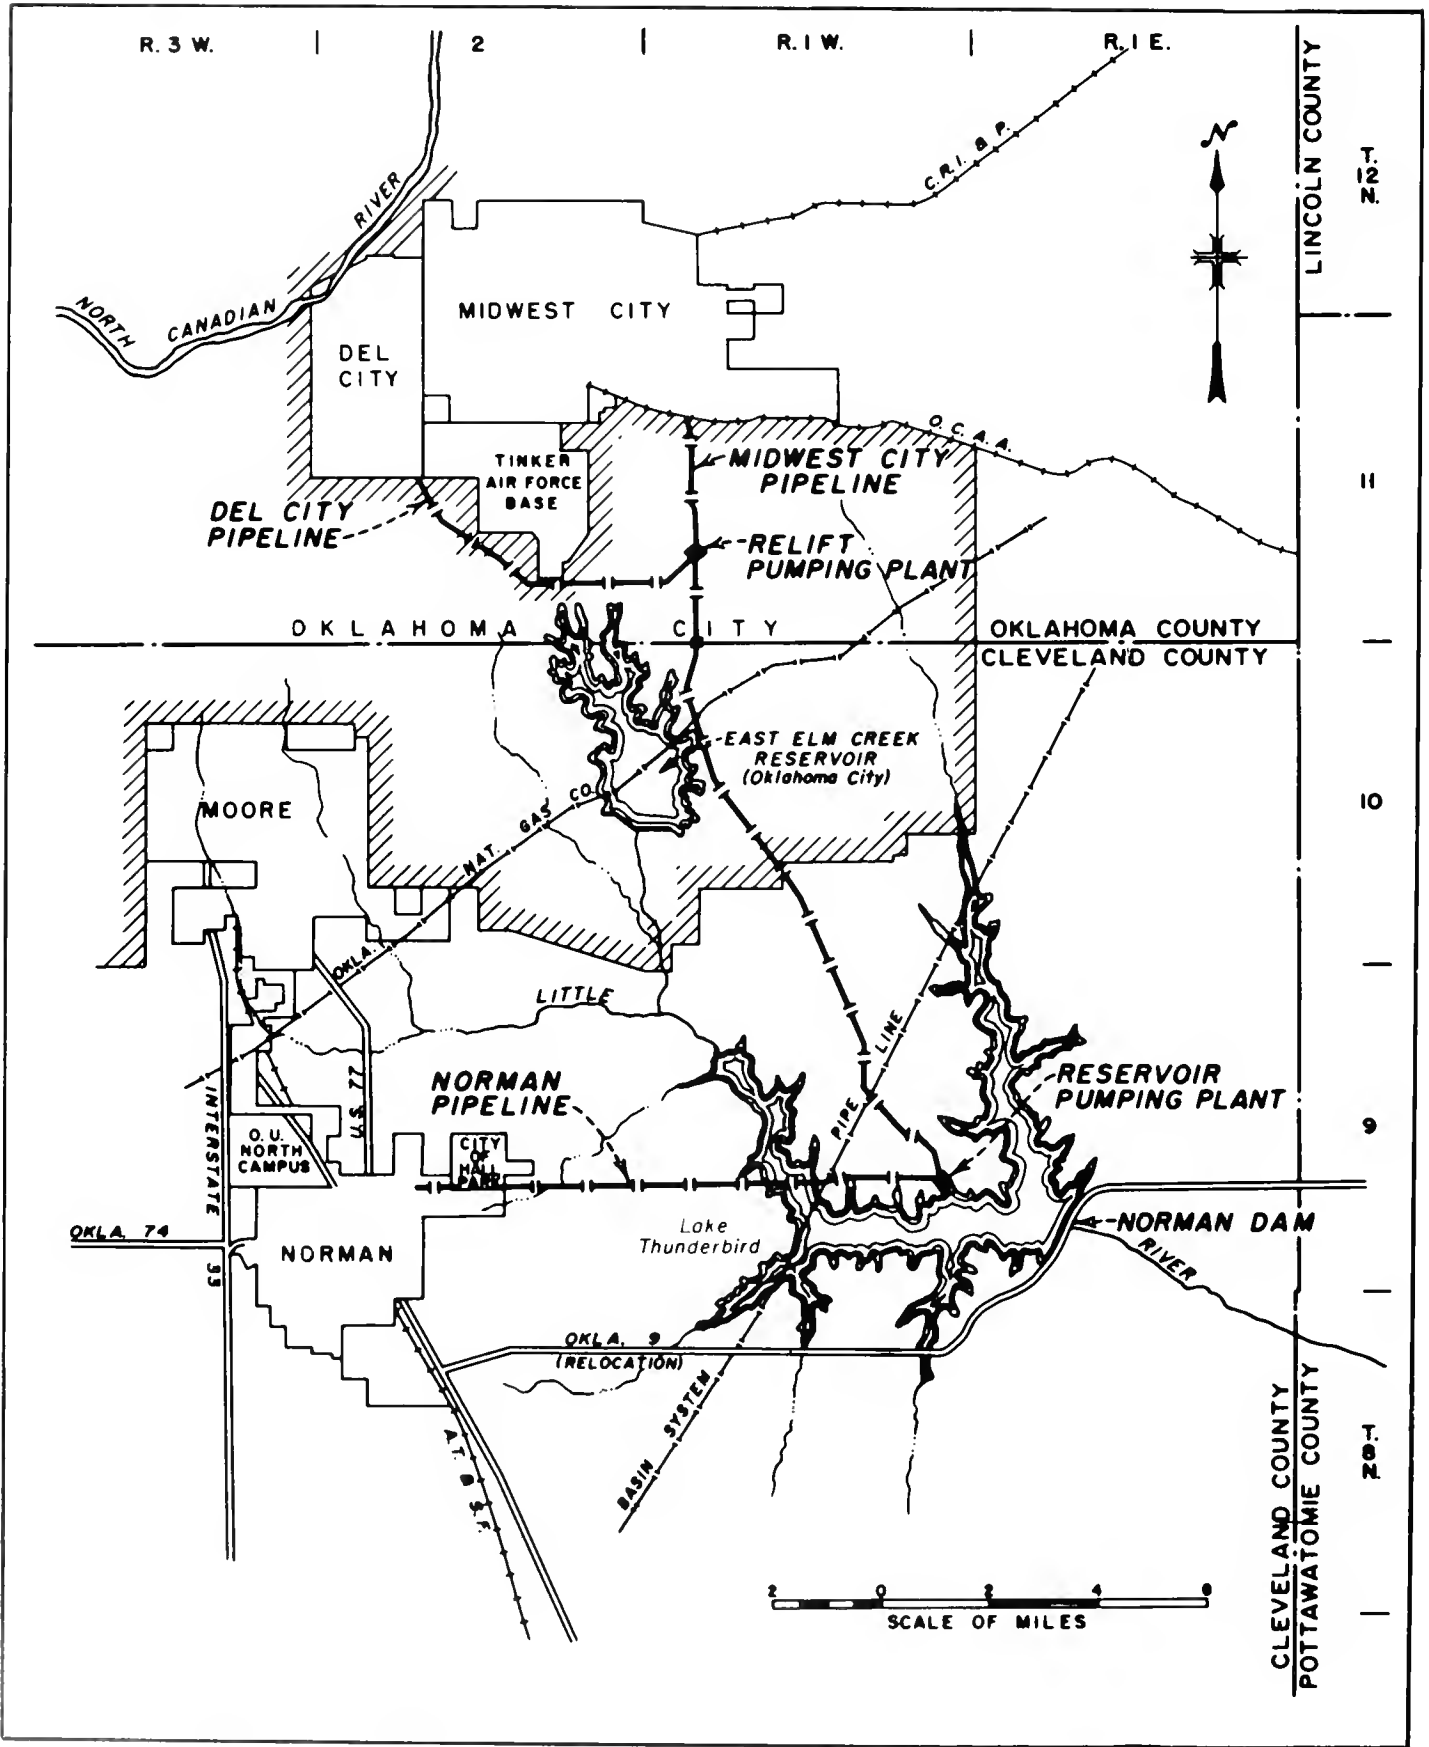 R. 3 W.
2
R. I W.
R. I E.
LINCOLN COUNTY
T.
12
N.
N
C. R. I. & P.
RIVER
NORTH
CANADIAN
MIDWEST CITY
DEL
CITY
O. C. A. A.
TINKER
AIR FORCE
BASE
MIDWEST CITY
PIPELINE
11
DEL CITY
PIPELINE
RELIFT
PUMPING PLANT
OKLAHOMA CITY
OKLAHOMA COUNTY
CLEVELAND COUNTY
EAST ELM CREEK
RESERVOIR
(Oklahoma City)
MOORE
10
OKLA. NAT. GAS CO.
LITTLE
PIPE LINE
NORMAN
PIPELINE
RESERVOIR
PUMPING PLANT
U.S. 77
INTERSTATE 35
O. U.
NORTH
CAMPUS
CITY
OF
HALL
PARK
9
OKLA. 74
NORMAN
Lake
Thunderbird
NORMAN DAM
RIVER
OKLA. 9
(RELOCATION)
BASIN SYSTEM
A.T. & S.F.
CLEVELAND COUNTY
POTTAWATOMIE COUNTY
T.
8
N.
2 0 2 4 6
SCALE OF MILES